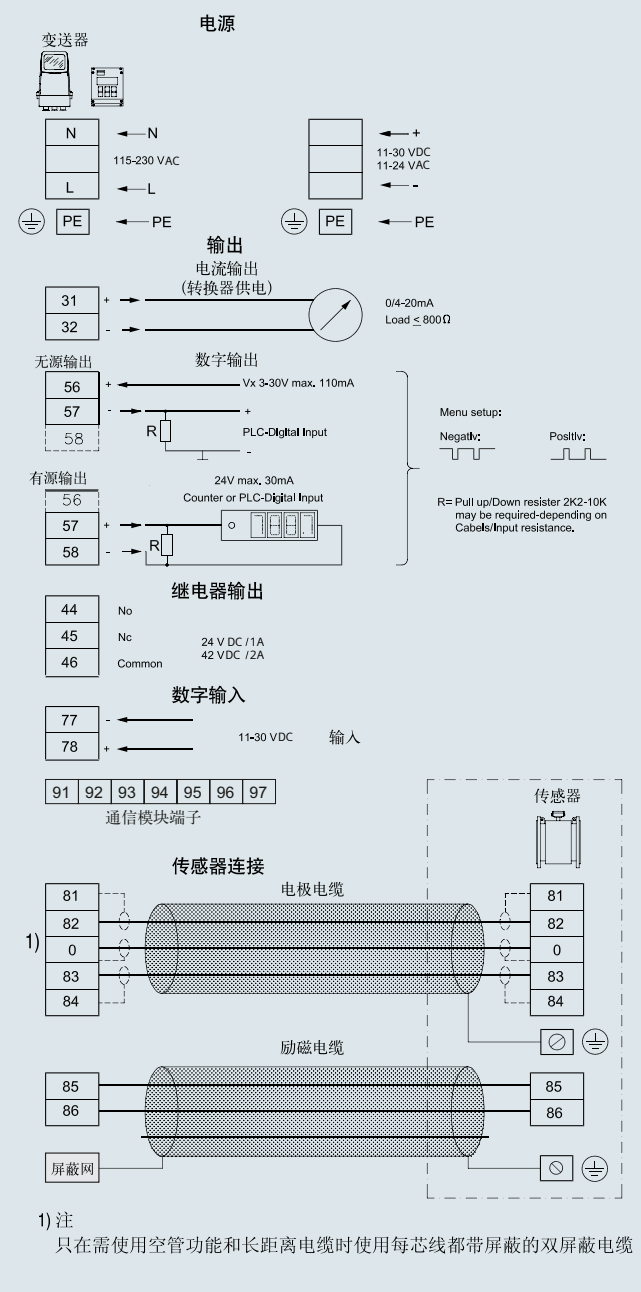 电源
变送器
N
N
115-230 VAC
L
L
PE
PE
+
11-30 VDC
11-24 VAC
-
PE
PE
输出
电流输出
(转换器供电)
31
+
32
-
0/4-20mA
Load ≤ 800Ω
无源输出
数字输出
56
+
Vx 3-30V max. 110mA
57
-
+
R
PLC-Digital Input
58
-
Menu setup:
Negativ:
Positiv:
有源输出
24V max. 30mA
56
Counter or PLC-Digital Input
57
+
58
-
R
R= Pull up/Down resister 2K2-10K
may be required-depending on
Cabels/Input resistance.
继电器输出
44
No
45
Nc
46
Common
24 V DC /1A
42 VDC /2A
数字输入
77
-
78
+
11-30 VDC
输入
91 92 93 94 95 96 97
通信模块端子
传感器
传感器连接
电极电缆
81
81
82
82
1)
0
0
83
83
84
84
励磁电缆
85
85
86
86
屏蔽网
1) 注
只在需使用空管功能和长距离电缆时使用每芯线都带屏蔽的双屏蔽电缆